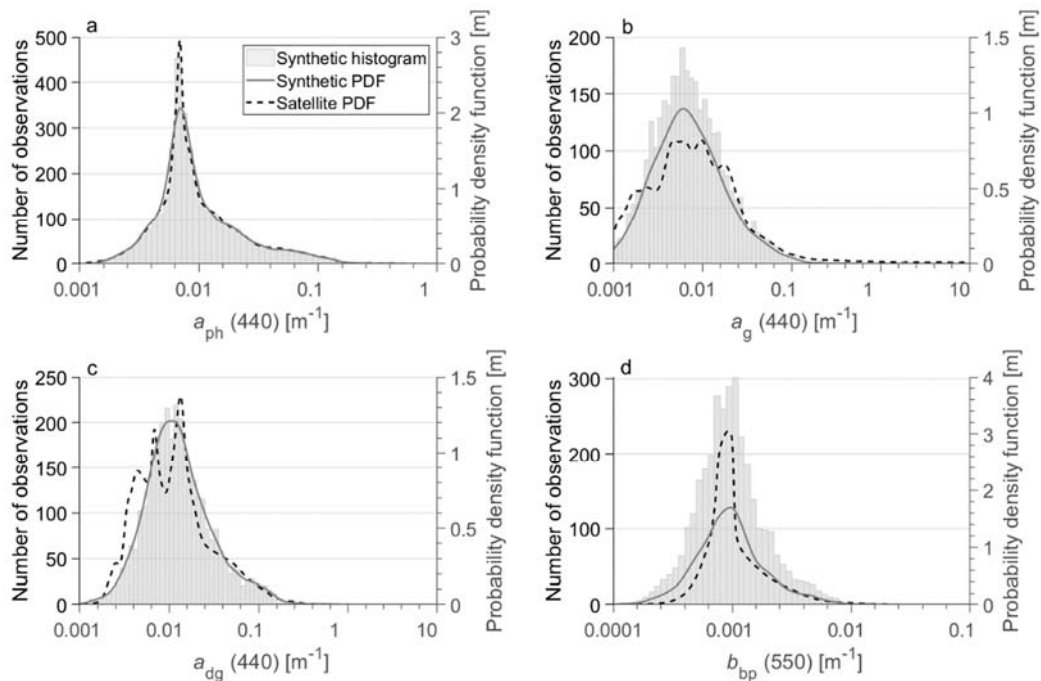 a
Number of observations
500
400
300
200
100
0
Synthetic histogram
Synthetic PDF
Satellite PDF
3
2
1
0
Probability density function [m]
0.001 0.01 0.1 1
aph (440) [m-1]
b
Number of observations
200
150
100
50
0
1.5
1
0.5
0
Probability density function [m]
0.001 0.01 0.1 1 10
ag (440) [m-1]
c
Number of observations
250
200
150
100
50
0
1.5
1
0.5
0
Probability density function [m]
0.001 0.01 0.1 1 10
adg (440) [m-1]
d
Number of observations
300
200
100
0
4
3
2
1
0
Probability density function [m]
0.0001 0.001 0.01 0.1
bbp (550) [m-1]